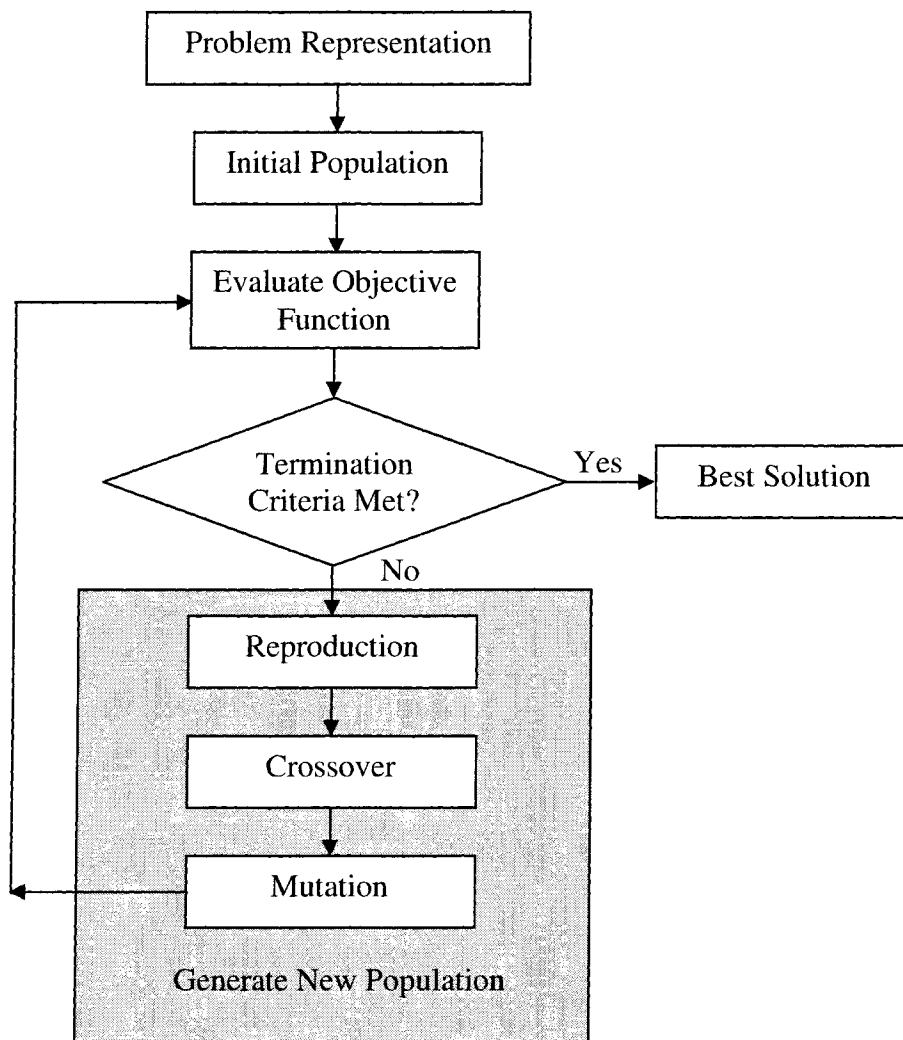 Problem Representation
Initial Population
Evaluate Objective
Function
Termination
Criteria Met?
Yes
Best Solution
No
Reproduction
Crossover
Mutation
Generate New Population